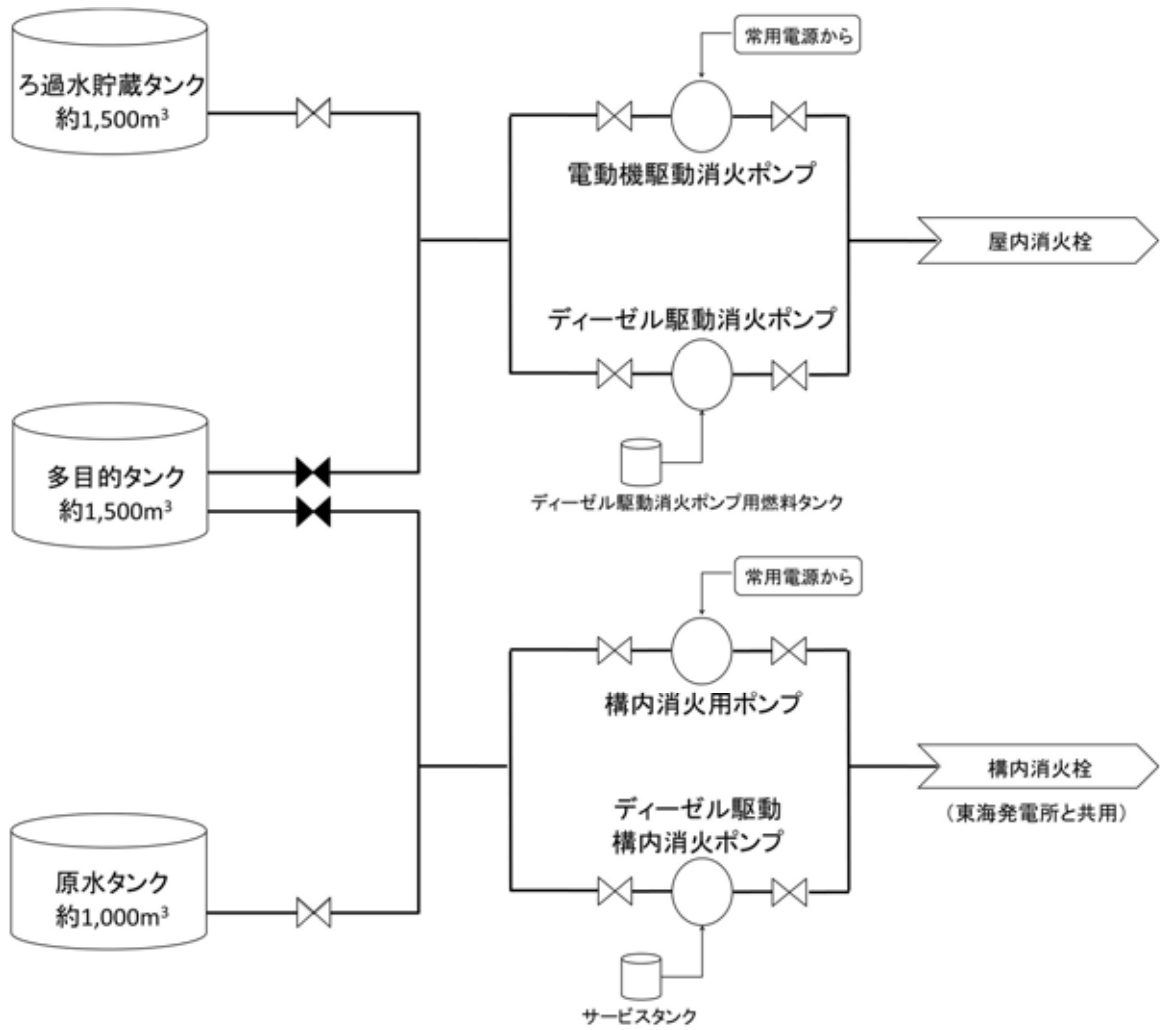 常用電源から
ろ過水貯蔵タンク
約1,500m³
電動機駆動消火ポンプ
屋内消火栓
ディーゼル駆動消火ポンプ
多目的タンク
約1,500m³
ディーゼル駆動消火ポンプ用燃料タンク
常用電源から
構内消火用ポンプ
構内消火栓
（東海発電所と共用）
ディーゼル駆動
構内消火ポンプ
原水タンク
約1,000m³
サービスタンク